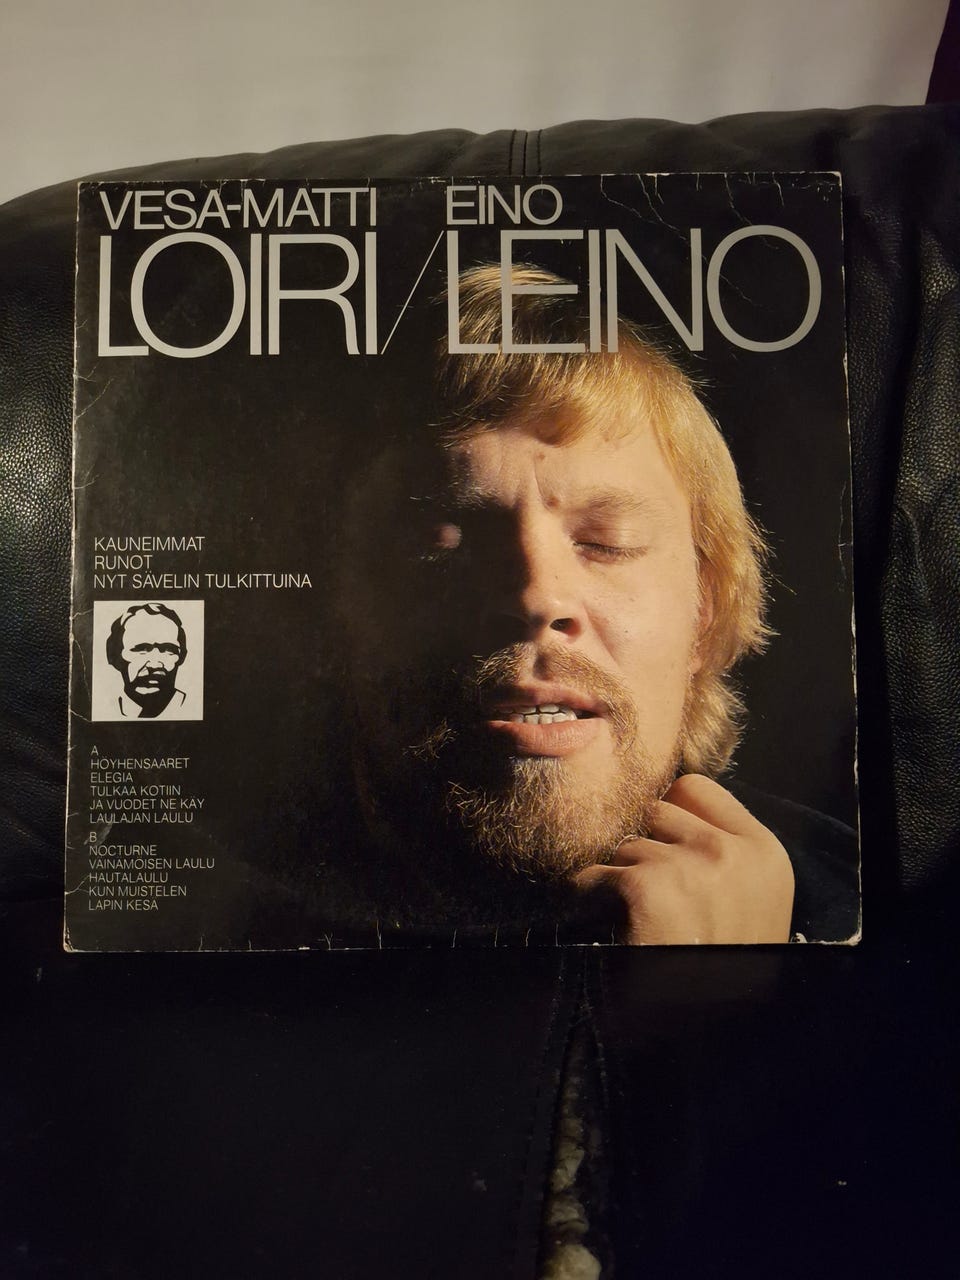 VESA-MATTI
LOIRI/
EINO
LEINO
KAUNEIMMAT
RUNOT
NYT SÄVELIN TULKITTUINA
A
HÖYHENSAARET
ELEGIA
TULKAA KOTIIN
JA VUODET NE KÄY
LAULAJAN LAULU
B
NOCTURNE
VÄINÄMÖISEN LAULU
HAUTALAULU
KUN MUISTELEN
LAPIN KESÄ